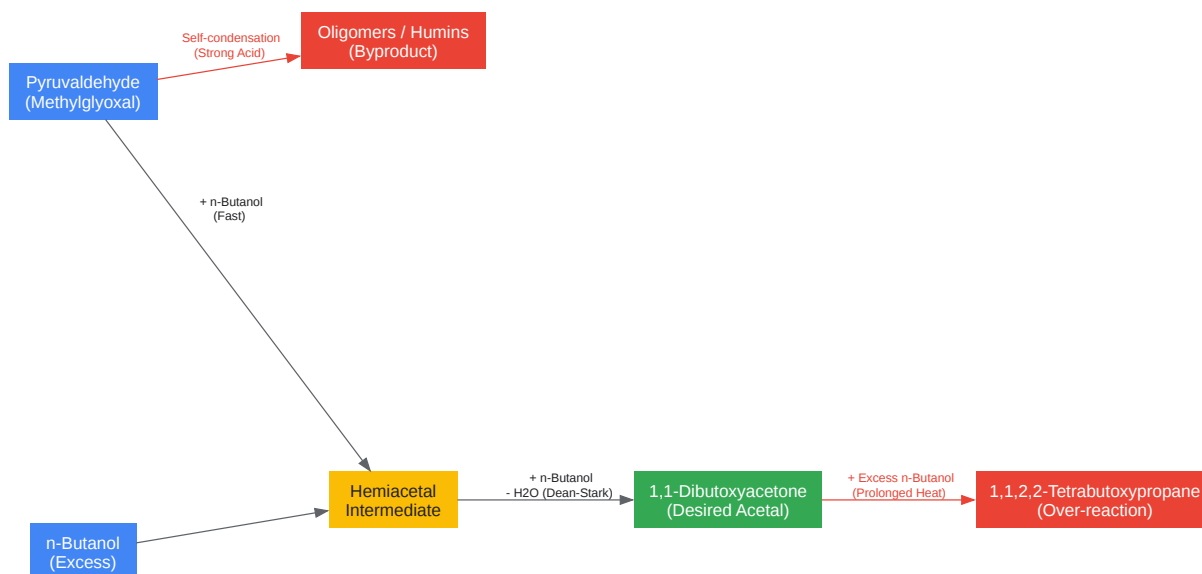 Self-condensation
(Strong Acid)
Oligomers / Humins
(Byproduct)
Pyruvaldehyde
(Methylglyoxal)
+ n-Butanol
(Fast)
Hemiacetal
Intermediate
+ n-Butanol
- H2O (Dean-Stark)
1,1-Dibutoxyacetone
(Desired Acetal)
+ Excess n-Butanol
(Prolonged Heat)
1,1,2,2-Tetrabutoxypropane
(Over-reaction)
n-Butanol
(Excess)